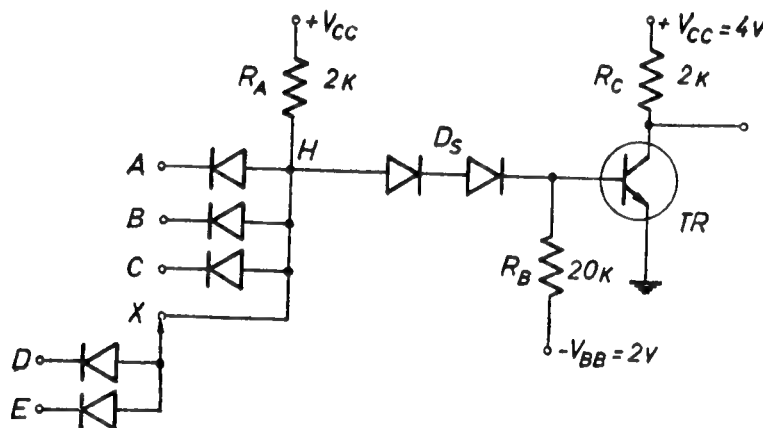 +VCC
RA 2K
+ VCC = 4V
RC 2K
H
DS
A
B
C
X
D
E
TR
RB 20K
-VBB = 2V